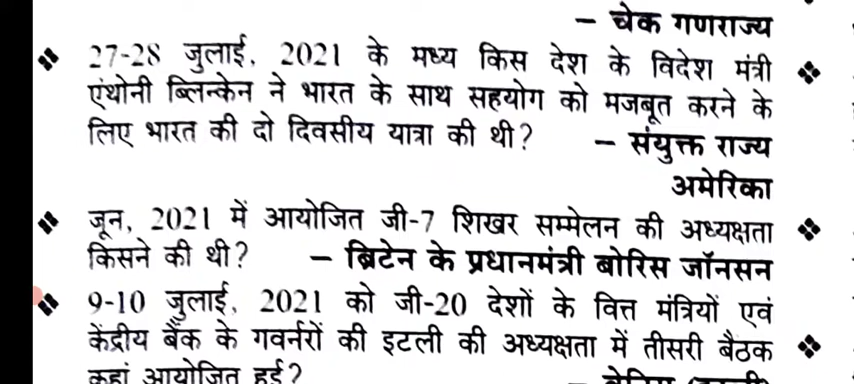 – चेक गणराज्य
❖ 27-28 जुलाई, 2021 के मध्य किस देश के विदेश मंत्री
एंथोनी ब्लिन्केन ने भारत के साथ सहयोग को मजबूत करने के
लिए भारत की दो दिवसीय यात्रा की थी? – संयुक्त राज्य
अमेरिका
❖ जून, 2021 में आयोजित जी-7 शिखर सम्मेलन की अध्यक्षता
किसने की थी? – ब्रिटेन के प्रधानमंत्री बोरिस जॉनसन
❖ 9-10 जुलाई, 2021 को जी-20 देशों के वित्त मंत्रियों एवं
केंद्रीय बैंक के गवर्नरों की इटली की अध्यक्षता में तीसरी बैठक
कहां आयोजित हुई?